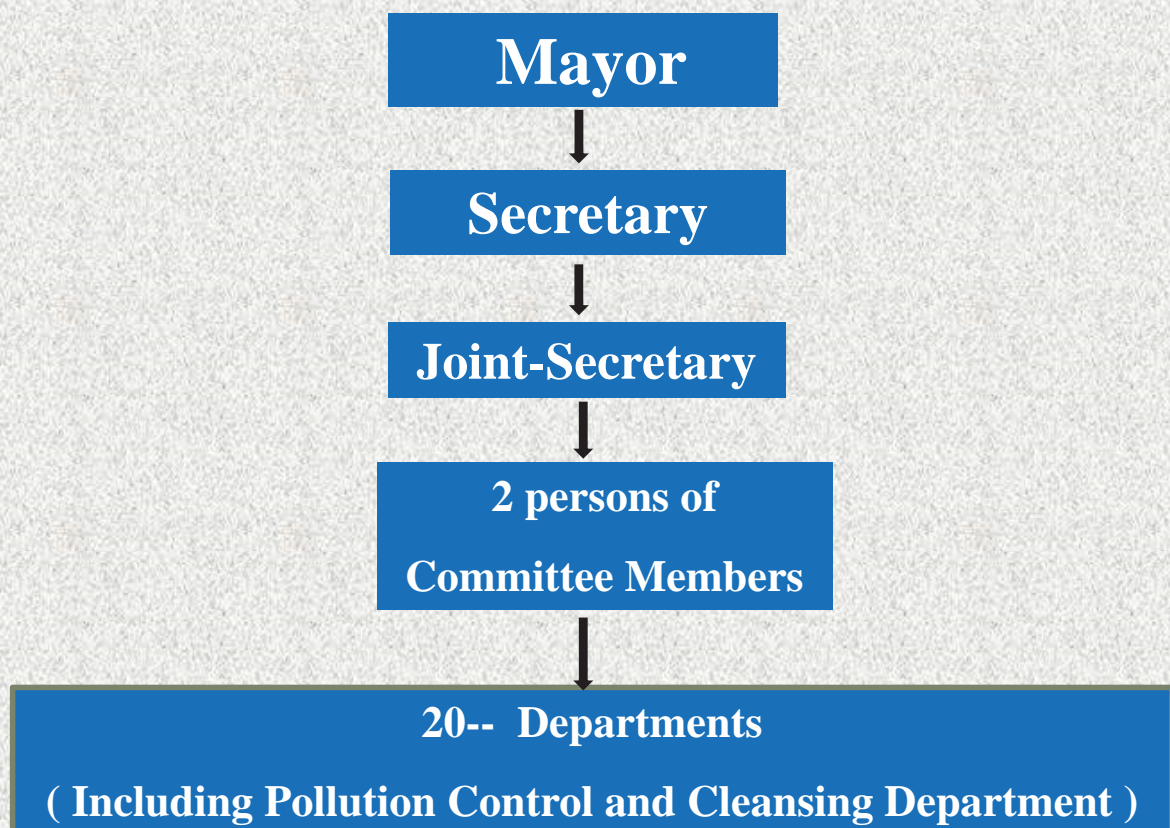 Mayor
Secretary
Joint-Secretary
2 persons of
Committee Members
20-- Departments
( Including Pollution Control and Cleansing Department )